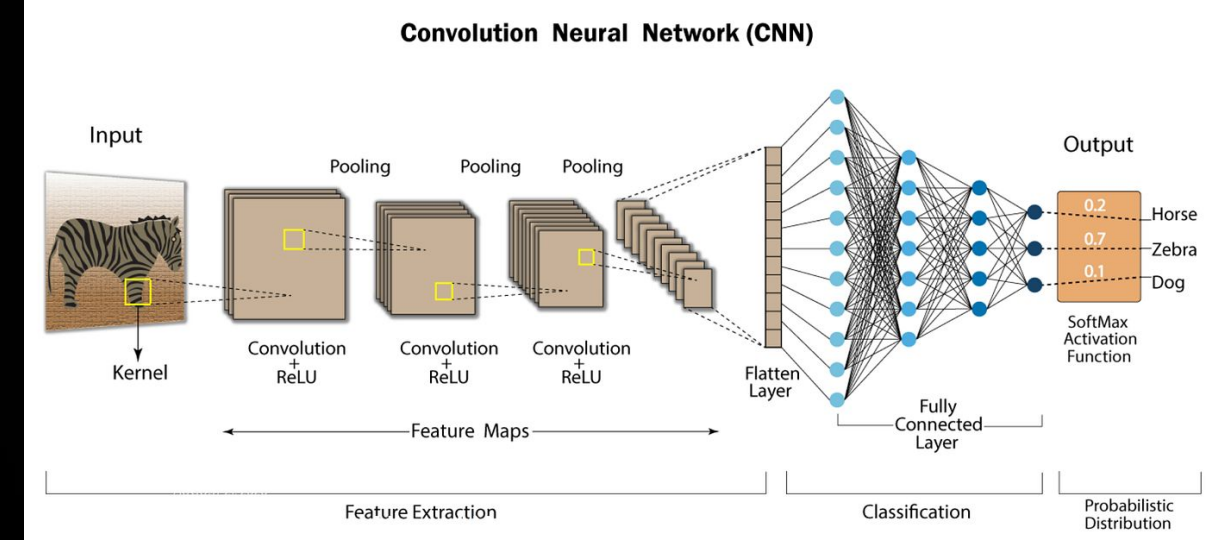 Convolution Neural Network (CNN)
Input
Output
Pooling
Pooling
Pooling
0.2
Horse
0.7
Zebra
0.1
Dog
Kernel
Convolution
+
ReLU
Convolution
+
ReLU
Convolution
+
ReLU
Flatten
Layer
SoftMax
Activation
Function
Feature Maps
Fully
Connected
Layer
Feature Extraction
Classification
Probabilistic
Distribution